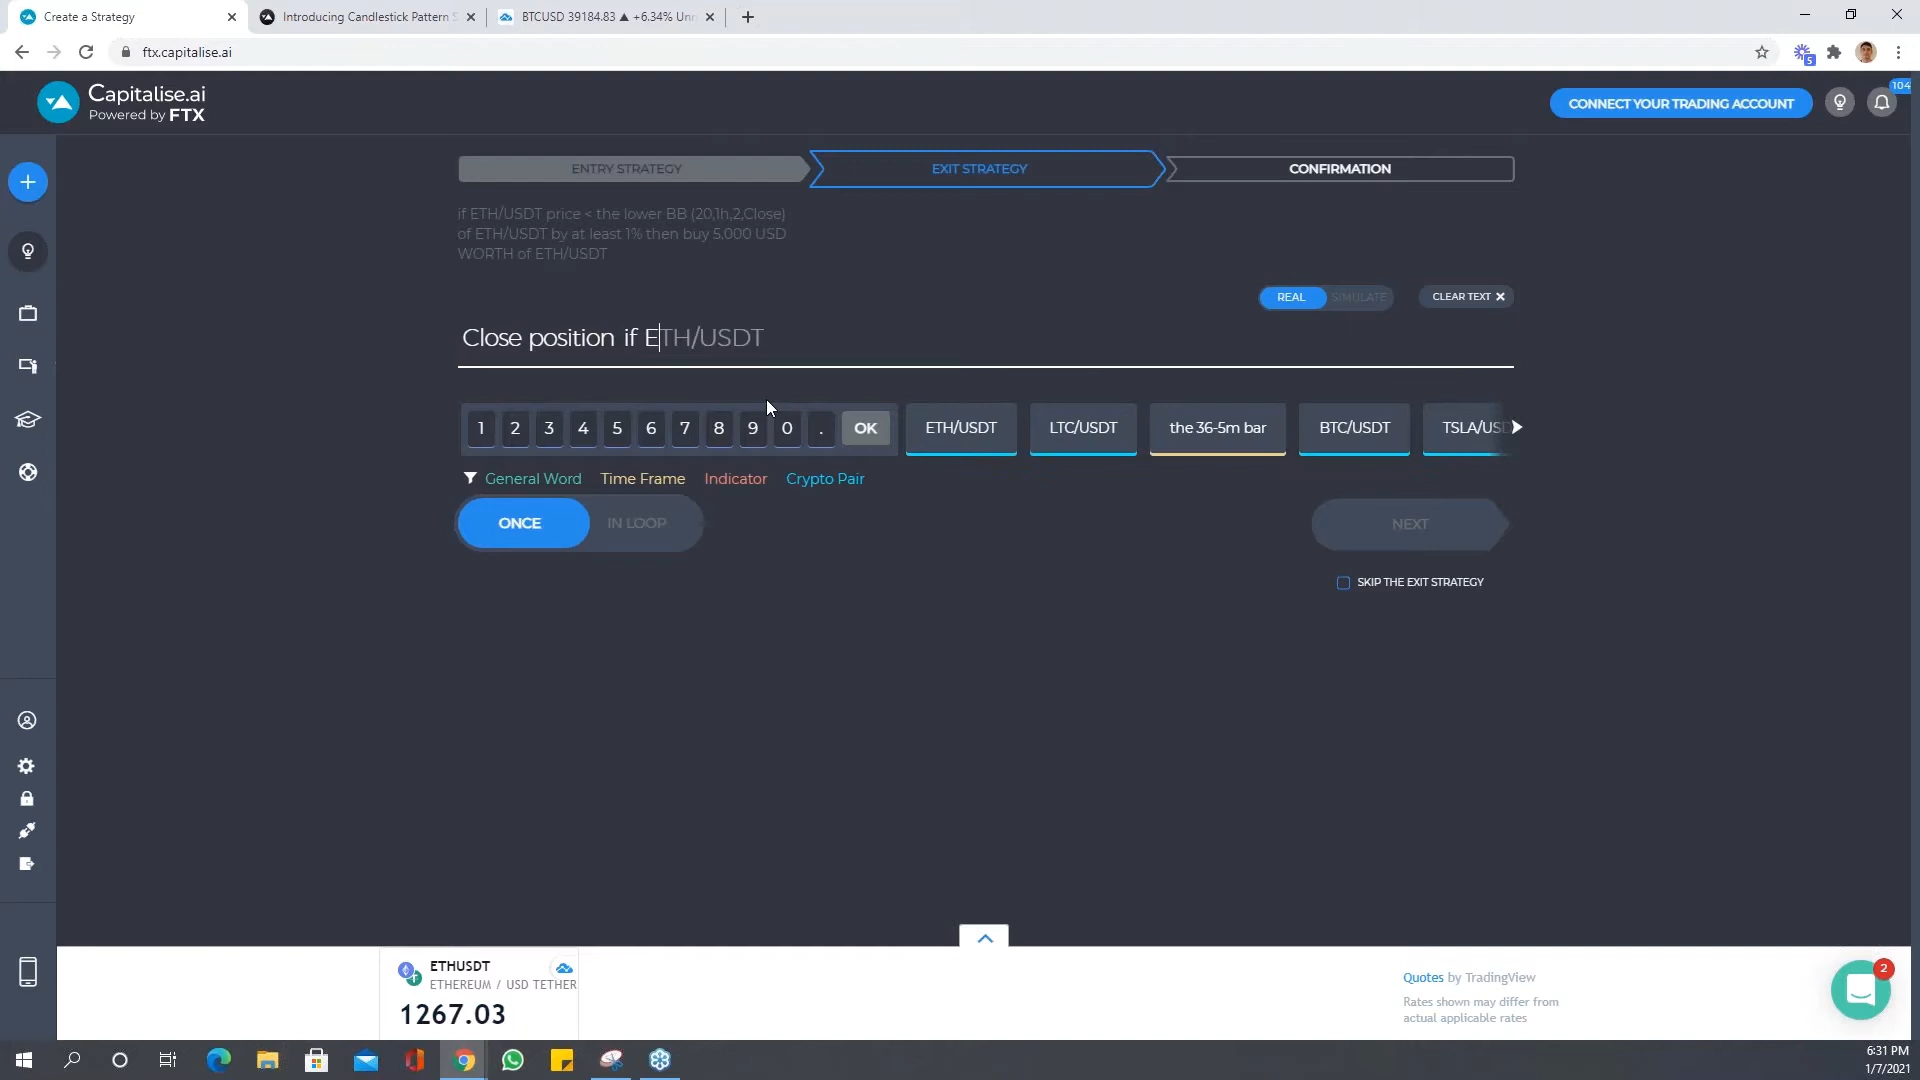 Create a Strategy
Introducing Candlestick Pattern S
BTCUSD 39184.83 ▲ +6.34% Unn
ftx.capitalise.ai
5
Capitalise.ai
Powered by FTX
CONNECT YOUR TRADING ACCOUNT
104
ENTRY STRATEGY
EXIT STRATEGY
CONFIRMATION
if ETH/USDT price < the lower BB (20,1h,2,Close)
of ETH/USDT by at least 1% then buy 5,000 USD
WORTH of ETH/USDT
REAL
SIMULATE
CLEAR TEXT ✕
Close position if ETH/USDT
1 2 3 4 5 6 7 8 9 0 . OK
ETH/USDT
LTC/USDT
the 36-5m bar
BTC/USDT
TSLA/USD
General Word
Time Frame
Indicator
Crypto Pair
ONCE
IN LOOP
NEXT
SKIP THE EXIT STRATEGY
ETHUSDT
ETHEREUM / USD TETHER
1267.03
Quotes by TradingView
Rates shown may differ from
actual applicable rates
2
6:31 PM
1/7/2021